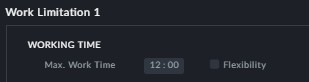 Work Limitation 1
WORKING TIME
Max. Work Time 12 : 00 Flexibility